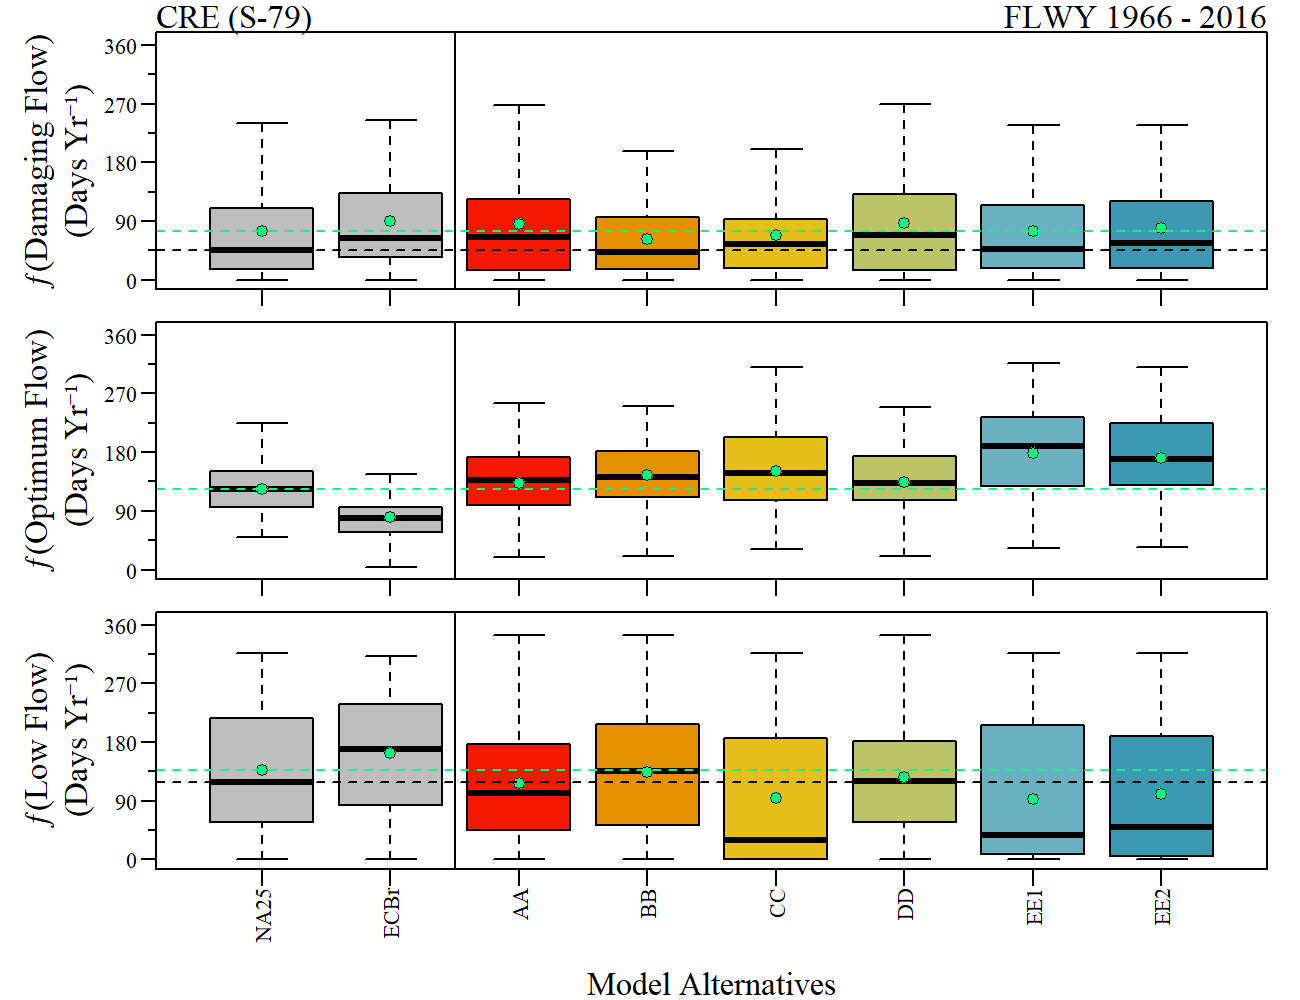 CRE (S-79) FLWY 1966 - 2016
f(Damaging Flow)
(Days Yr⁻¹)
360
270
180
90
0
f(Optimum Flow)
(Days Yr⁻¹)
360
270
180
90
0
f(Low Flow)
(Days Yr⁻¹)
360
270
180
90
0
NA25 ECBr AA BB CC DD EE1 EE2
Model Alternatives